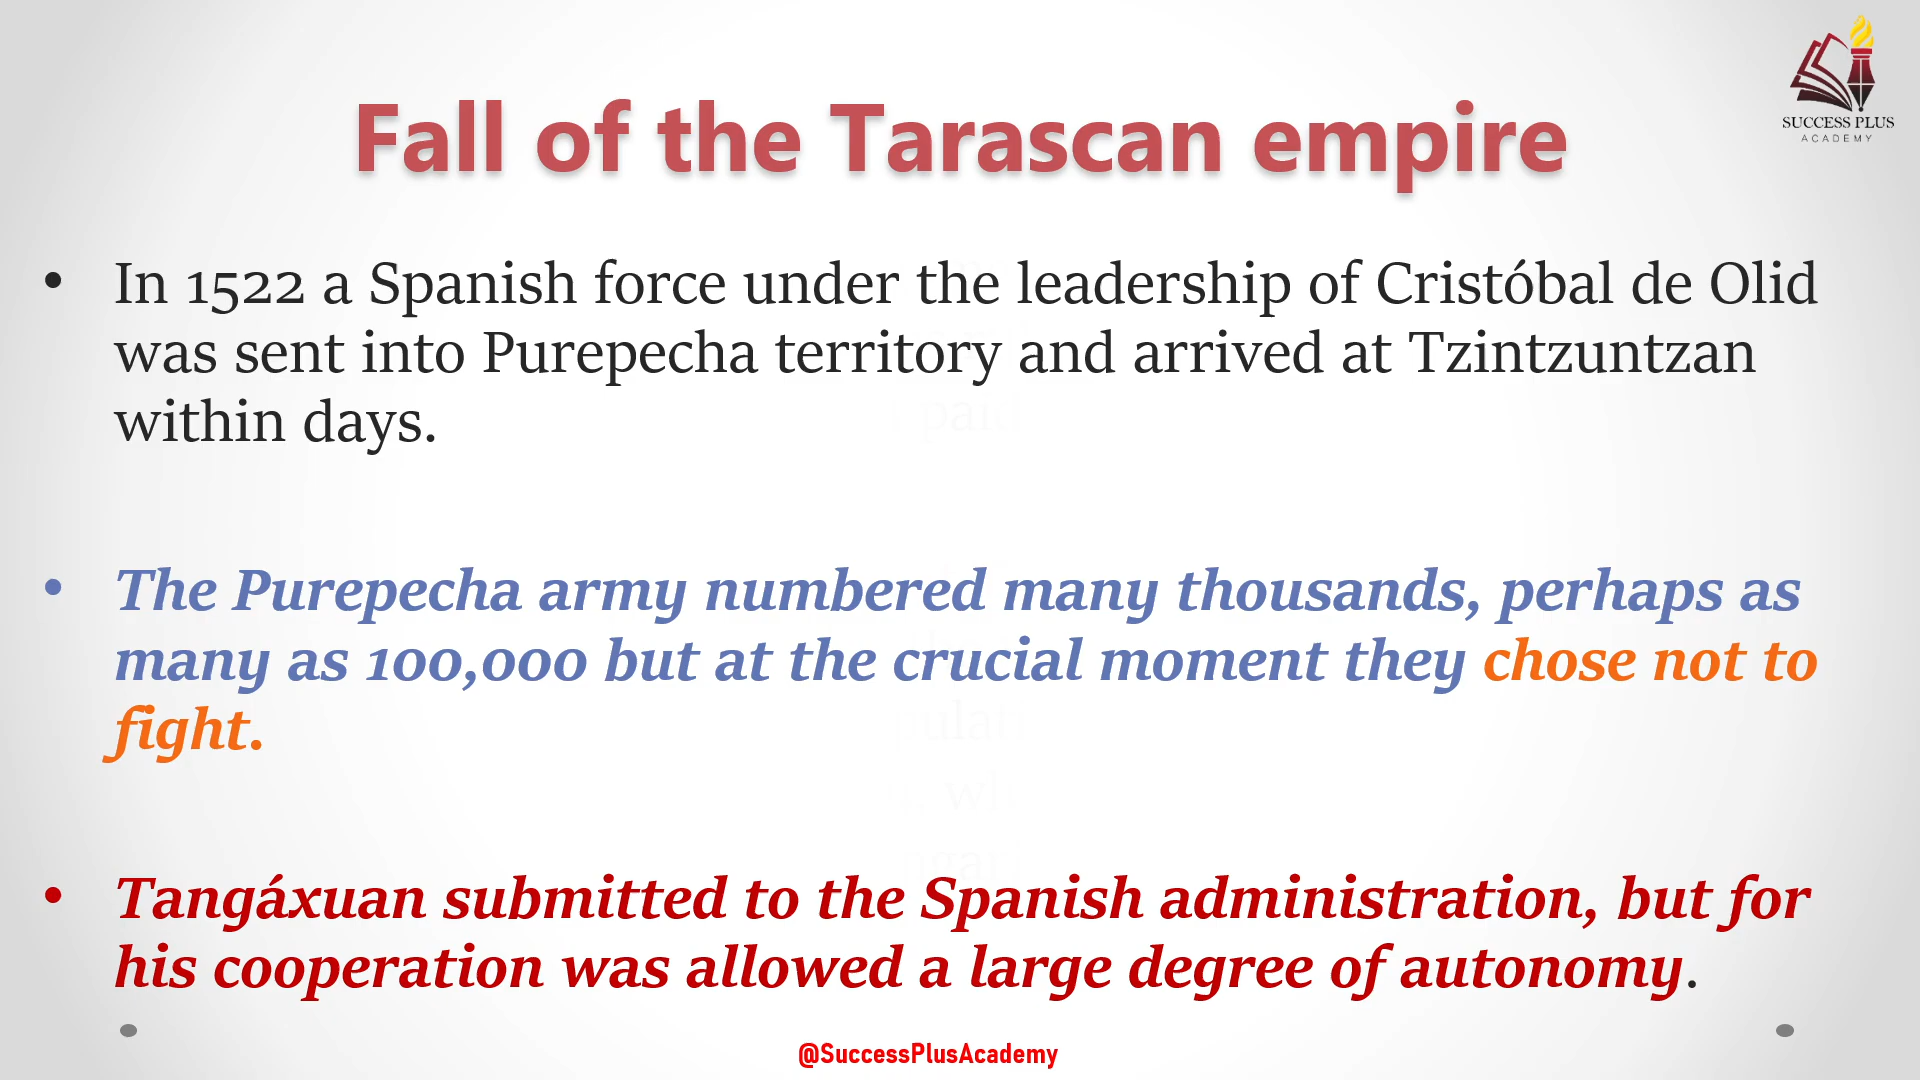 SUCCESS PLUS
ACADEMY
Fall of the Tarascan empire
• In 1522 a Spanish force under the leadership of Cristóbal de Olid
was sent into Purepecha territory and arrived at Tzintzuntzan
within days.
• The Purepecha army numbered many thousands, perhaps as
many as 100,000 but at the crucial moment they chose not to
fight.
• Tangáxuan submitted to the Spanish administration, but for
his cooperation was allowed a large degree of autonomy.
@SuccessPlusAcademy